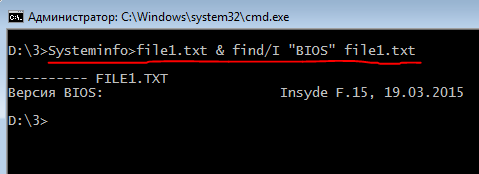 Администратор: C:\Windows\system32\cmd.exe
D:\3>Systeminfo>file1.txt & find/I "BIOS" file1.txt
---------- FILE1.TXT
Версия BIOS: Insyde F.15, 19.03.2015
D:\3>